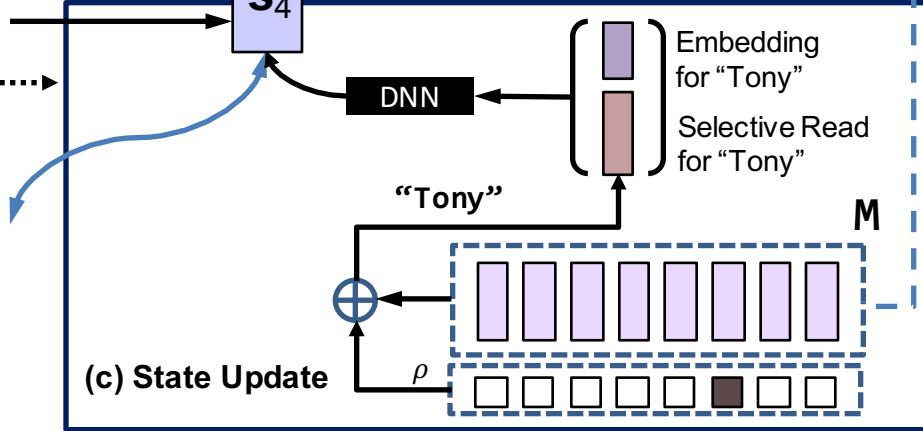 S4
Embedding
for “Tony”
DNN
Selective Read
for “Tony”
“Tony”
M
(c) State Update
ρ